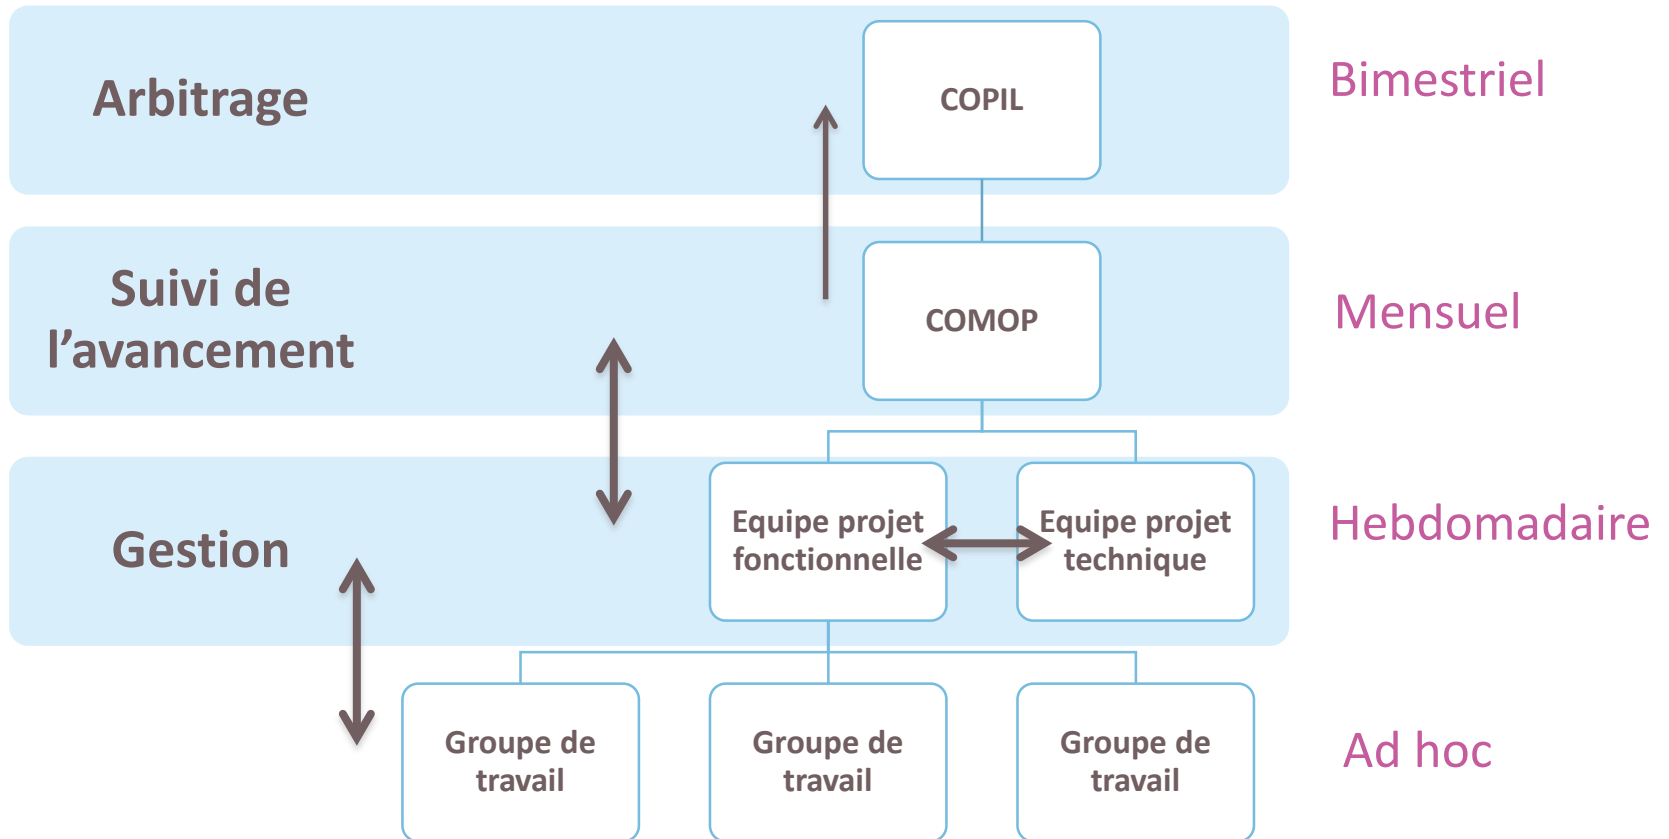 Arbitrage
COPIL
Bimestriel
Suivi de
l’avancement
COMOP
Mensuel
Gestion
Equipe projet
fonctionnelle
Equipe projet
technique
Hebdomadaire
Groupe de
travail
Groupe de
travail
Groupe de
travail
Ad hoc